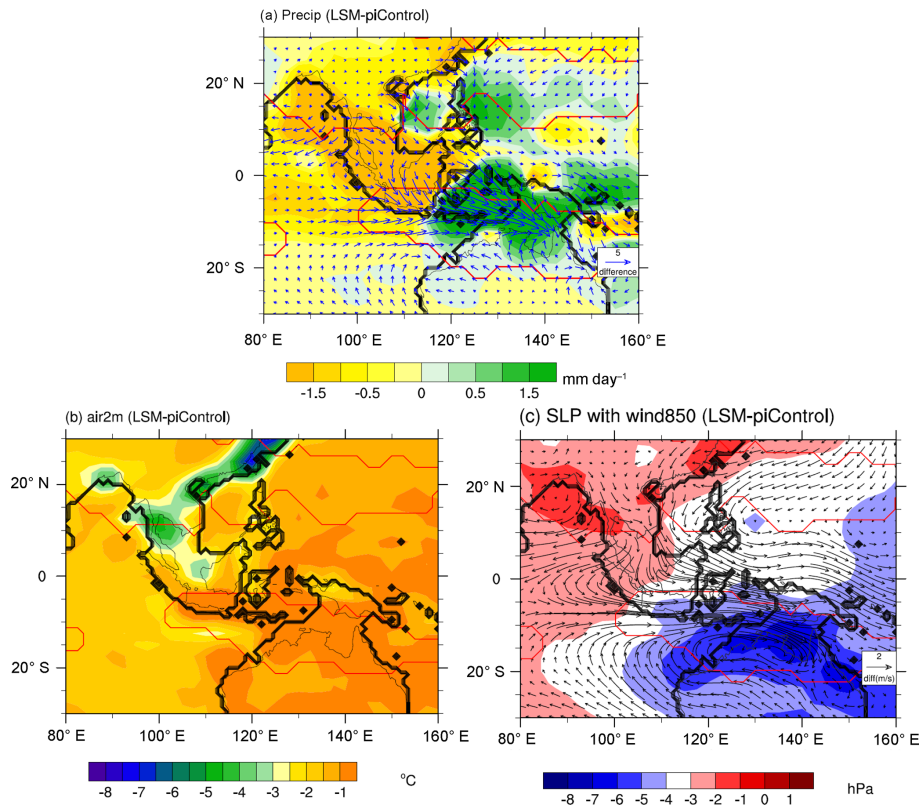 (a) Precip (LSM-piControl)
20° N
0
20° S
5
difference
80° E 100° E 120° E 140° E 160° E
-1.5 -0.5 0 0.5 1.5 mm day⁻¹
(b) air2m (LSM-piControl)
20° N
0
20° S
80° E 100° E 120° E 140° E 160° E
-8 -7 -6 -5 -4 -3 -2 -1 °C
(c) SLP with wind850 (LSM-piControl)
20° N
0
20° S
2
diff(m/s)
80° E 100° E 120° E 140° E 160° E
-8 -7 -6 -5 -4 -3 -2 -1 0 1 hPa